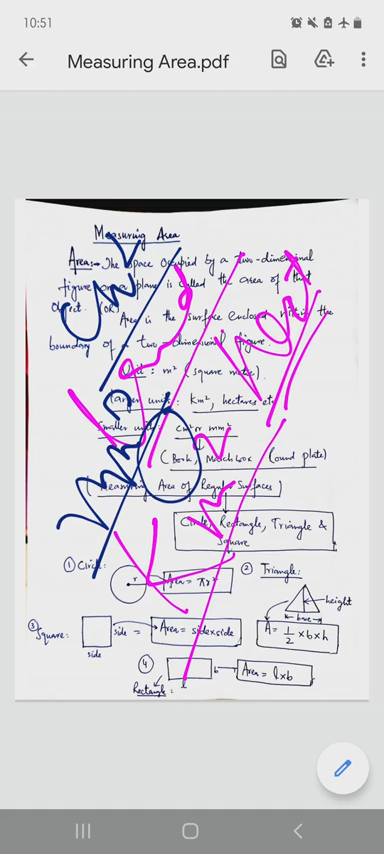 10:51
Measuring Area.pdf
Measuring Area
Area:- The space occupied by a two-dimensional
figure on a plane is called the area of that
object. (OR)
Area is the surface enclosed within the
boundary of a two-dimensional figure.
Unit : m² (square metre)
larger unit : km², hectares etc
Smaller unit : cm² or mm²
(Book, Matchbox (ound plate)
(Measuring Area of Regular Surfaces)
Circle, Rectangle, Triangle &
Square
① Circle:
r
Area = πr²
② Triangle:
height
base
A = 1/2 × b × h
③ Square:
side
side =
Area = side×side
④
Rectangle:
b
l
Area = l×b